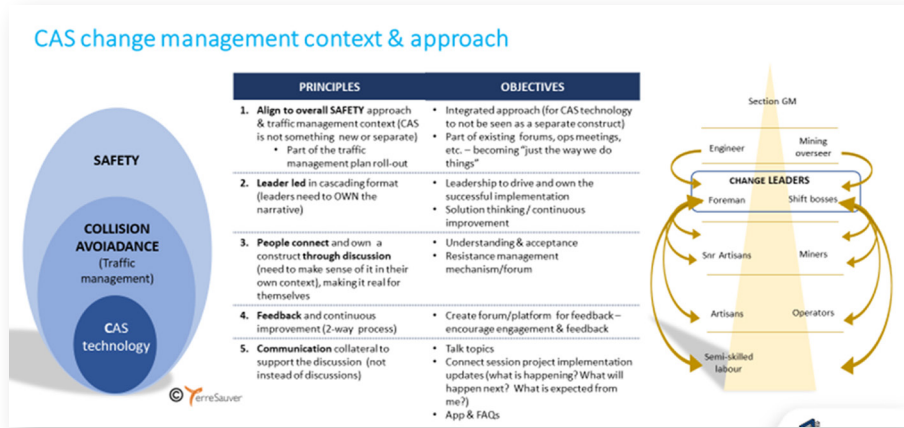 CAS change management context & approach
SAFETY
COLLISION
AVOIADANCE
(Traffic
management)
CAS
technology
© TerreSauver
PRINCIPLES
OBJECTIVES
1. Align to overall SAFETY approach
& traffic management context (CAS
is not something new or separate)
• Part of the traffic
management plan roll-out
• Integrated approach (for CAS technology
to not be seen as a separate construct)
• Part of existing forums, ops meetings,
etc. – becoming "just the way we do
things"
2. Leader led in cascading format
(leaders need to OWN the
narrative)
• Leadership to drive and own the
successful implementation
• Solution thinking / continuous
improvement
3. People connect and own a
construct through discussion
(need to make sense of it in their
own context), making it real for
themselves
• Understanding & acceptance
• Resistance management
mechanism/forum
4. Feedback and continuous
improvement (2-way process)
• Create forum/platform for feedback –
encourage engagement & feedback
5. Communication collateral to
support the discussion (not
instead of discussions)
• Talk topics
• Connect session project implementation
updates (what is happening? What will
happen next? What is expected from
me?)
• App & FAQs
Section GM
Engineer
Mining
overseer
CHANGE LEADERS
Foreman
Shift bosses
Snr Artisans
Miners
Artisans
Operators
Semi-skilled
labour